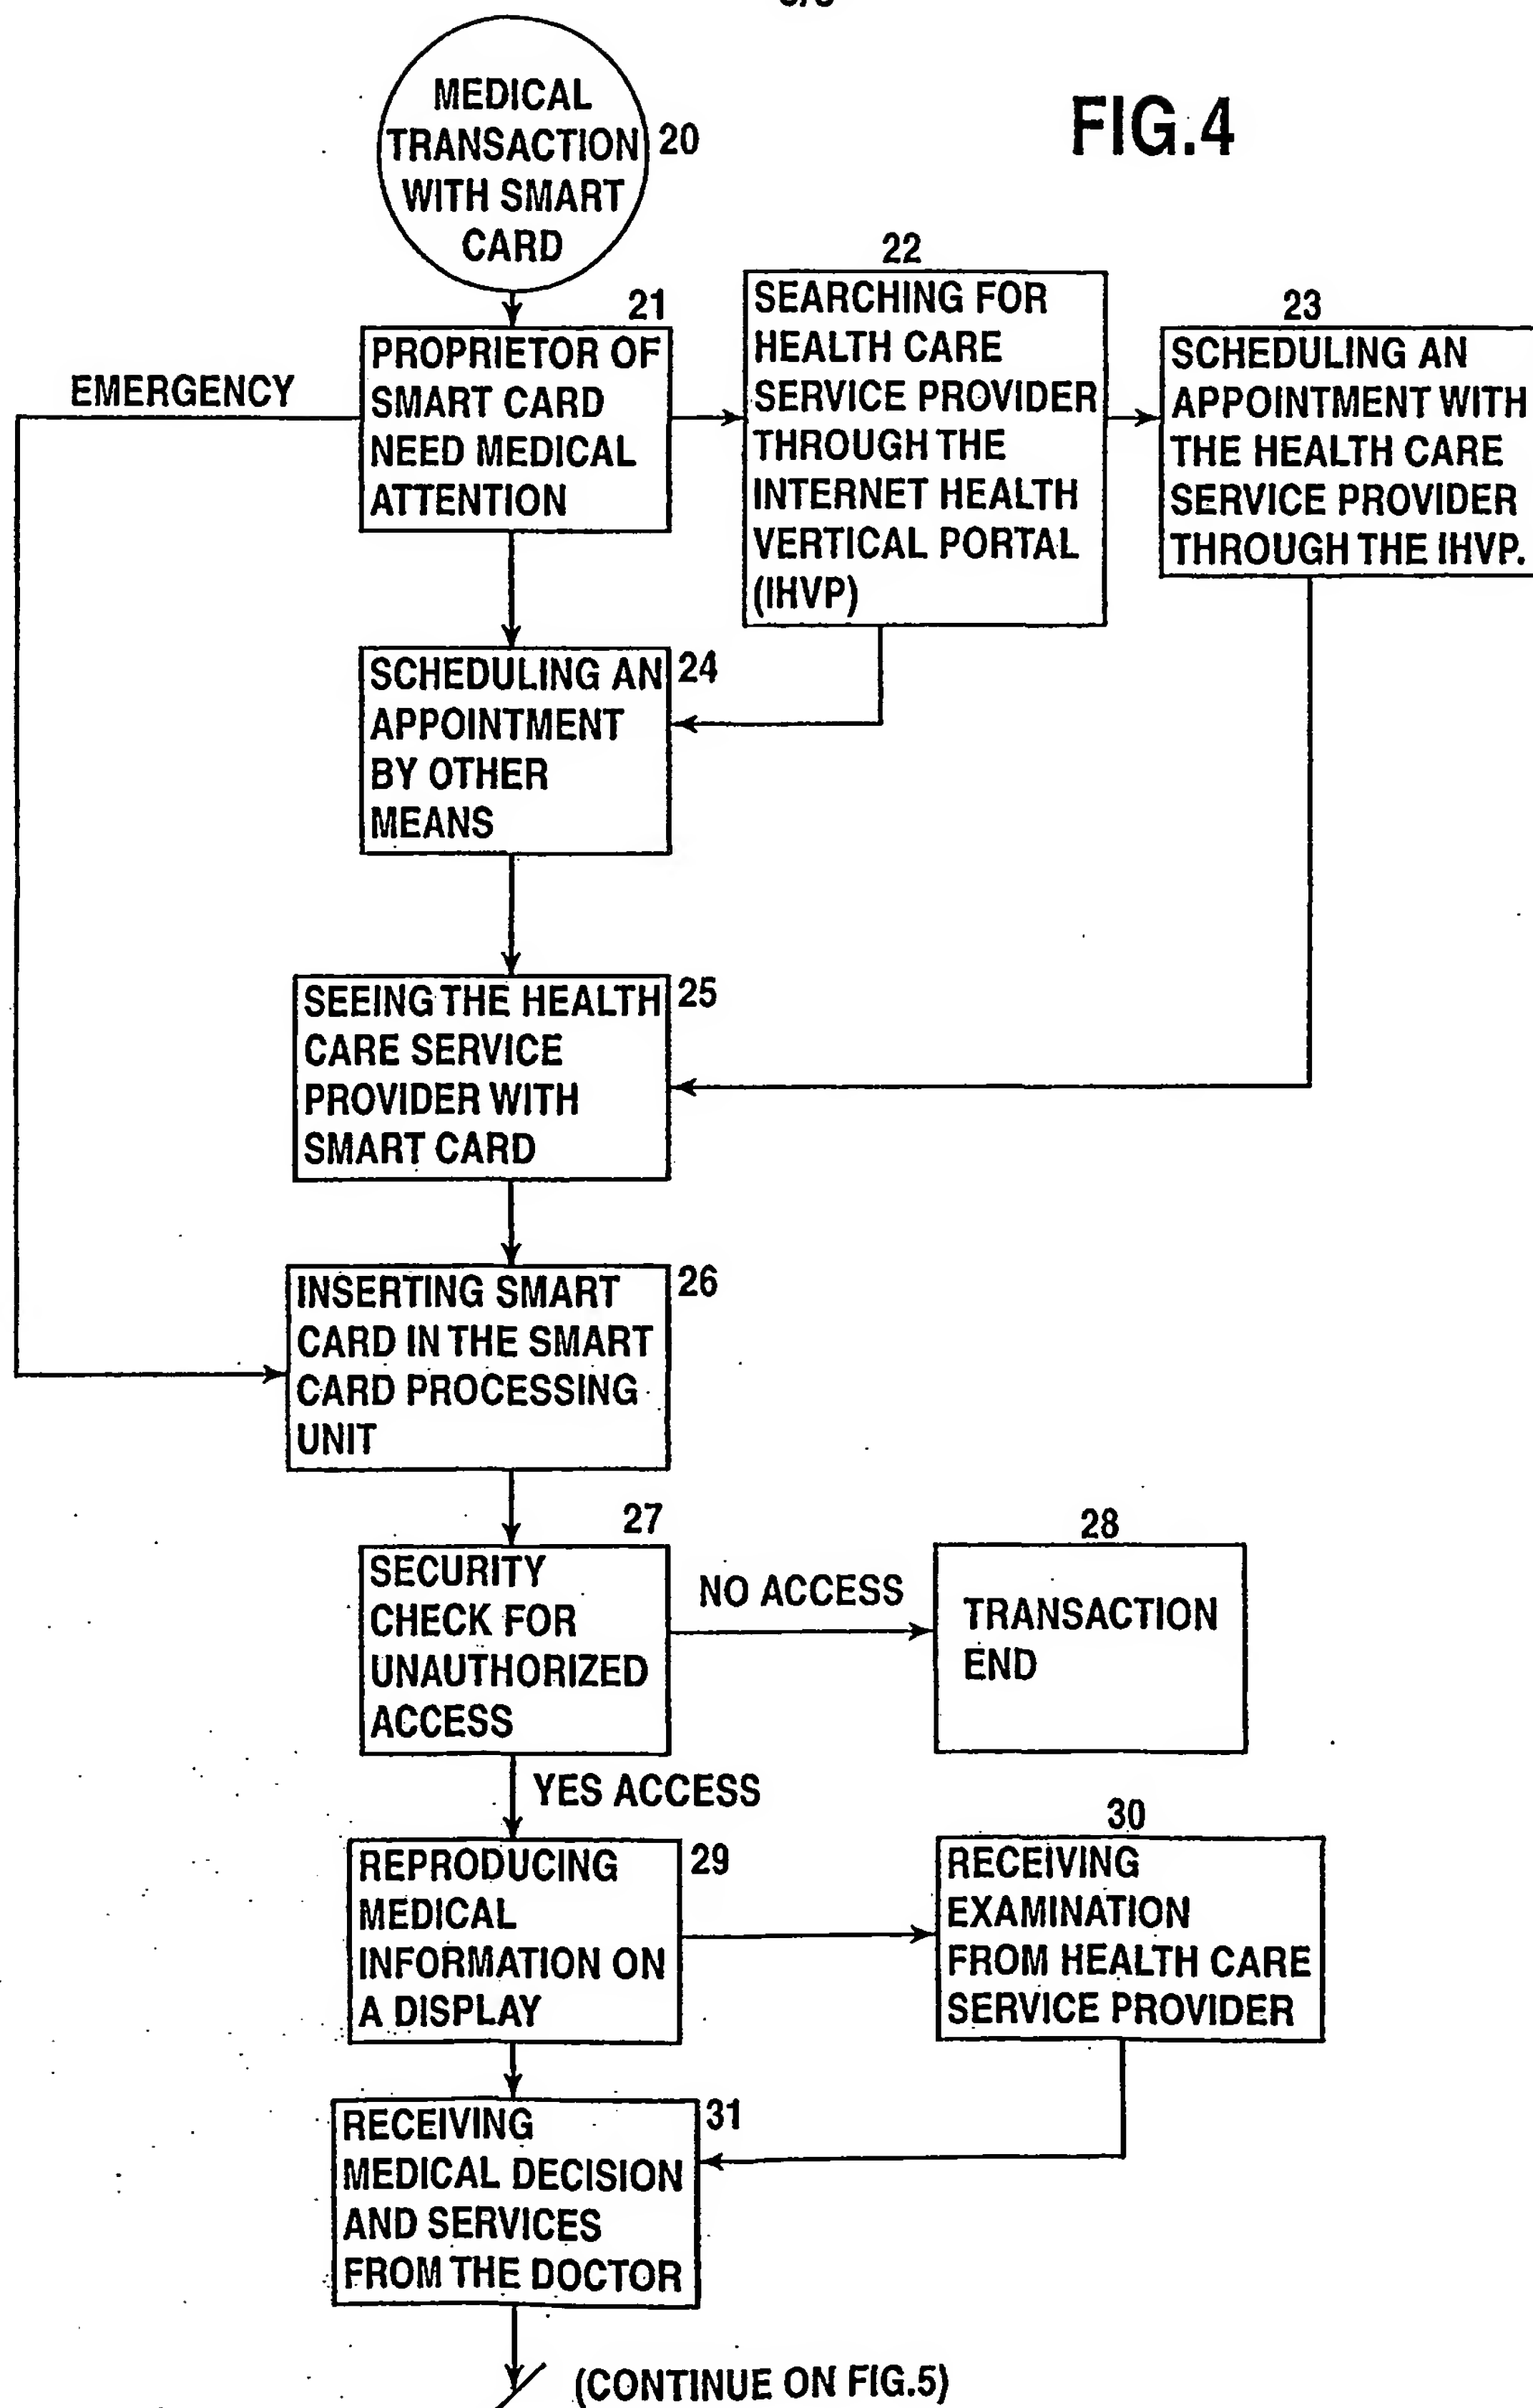 MEDICAL
TRANSACTION
WITH SMART
CARD
20
FIG.4
21
PROPRIETOR OF
SMART CARD
NEED MEDICAL
ATTENTION
EMERGENCY
22
SEARCHING FOR
HEALTH CARE
SERVICE PROVIDER
THROUGH THE
INTERNET HEALTH
VERTICAL PORTAL
(IHVP)
23
SCHEDULING AN
APPOINTMENT WITH
THE HEALTH CARE
SERVICE PROVIDER
THROUGH THE IHVP.
24
SCHEDULING AN
APPOINTMENT
BY OTHER
MEANS
25
SEEING THE HEALTH
CARE SERVICE
PROVIDER WITH
SMART CARD
26
INSERTING SMART
CARD IN THE SMART
CARD PROCESSING
UNIT
27
SECURITY
CHECK FOR
UNAUTHORIZED
ACCESS
NO ACCESS
28
TRANSACTION
END
YES ACCESS
29
REPRODUCING
MEDICAL
INFORMATION ON
A DISPLAY
30
RECEIVING
EXAMINATION
FROM HEALTH CARE
SERVICE PROVIDER
31
RECEIVING
MEDICAL DECISION
AND SERVICES
FROM THE DOCTOR
(CONTINUE ON FIG.5)